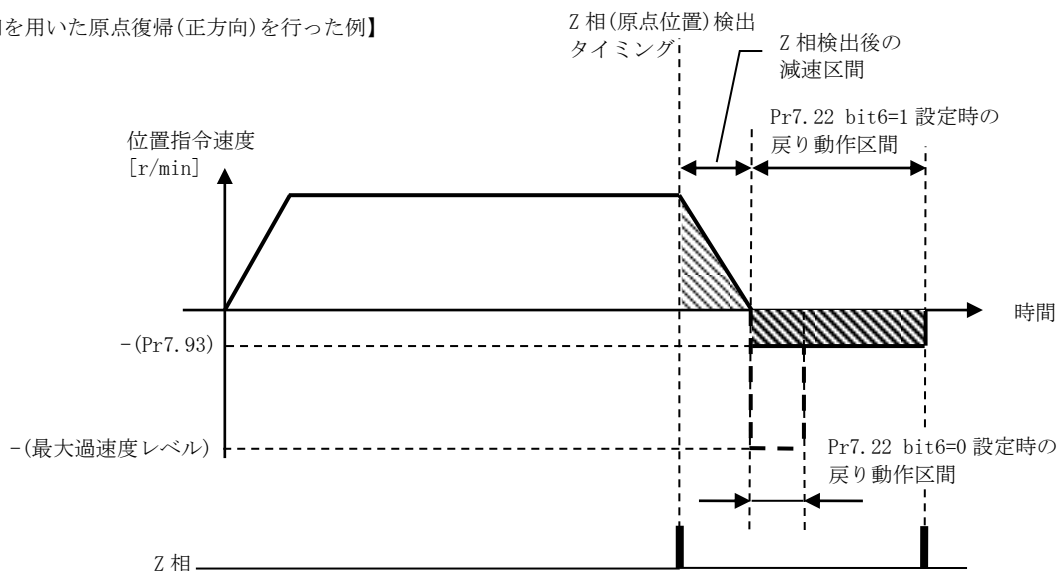 を用いた原点復帰(正方向)を行った例】
Z 相(原点位置)検出
タイミング
Z 相検出後の
減速区間
Pr7.22 bit6=1 設定時の
戻り動作区間
位置指令速度
[r/min]
時間
-(Pr7.93)
-(最大過速度レベル)
Pr7.22 bit6=0 設定時の
戻り動作区間
Z 相